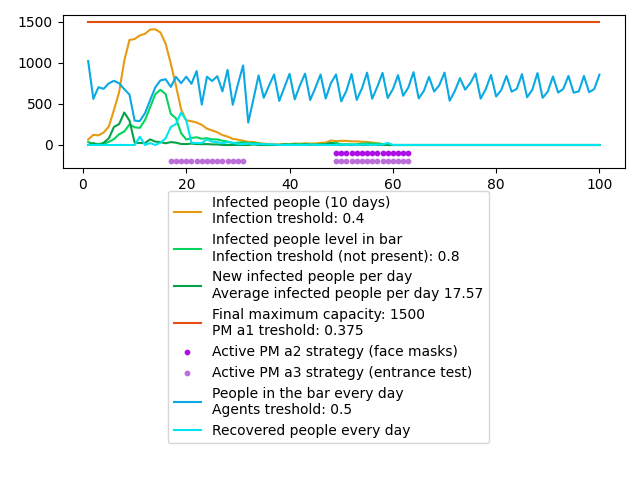 1500
1000
500
0
0 20 40 60 80 100
Infected people (10 days)
Infection treshold: 0.4
Infected people level in bar
Infection treshold (not present): 0.8
New infected people per day
Average infected people per day 17.57
Final maximum capacity: 1500
PM a1 treshold: 0.375
Active PM a2 strategy (face masks)
Active PM a3 strategy (entrance test)
People in the bar every day
Agents treshold: 0.5
Recovered people every day